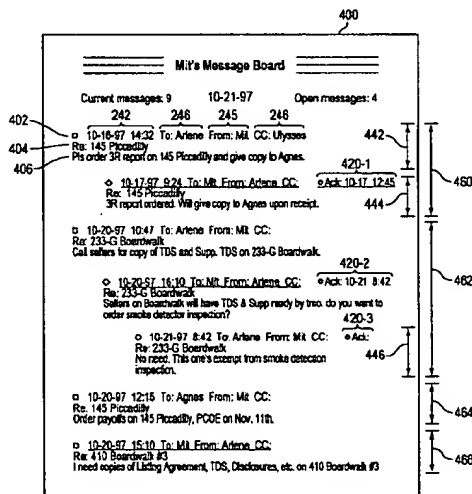 400
Mit's Message Board
Current messages: 9 10-21-97 Open messages: 4
242 246 245 246
402 10-16-97 14:32 To: Arlene From: Mit CC: Ulysses
404 Re: 145 Piccadilly
406 Pls order 3R report on 145 Piccadilly and give copy to Agnes.
442
460
420-1
10-17-97 9:24 To: Mit From: Arlene CC: Ack: 10-17 12:45
Re: 145 Piccadilly
3R report ordered. Will give copy to Agnes upon receipt.
444
10-20-97 10:47 To: Arlene From: Mit CC:
Re: 233-G Boardwalk
Call sellers for copy of TDS and Supp. TDS on 233-G Boardwalk.
462
420-2
10-20-97 16:10 To: Mit From: Arlene CC: Ack: 10-21 8:42
Re: 233-G Boardwalk
Sellers on Boardwalk will have TDS & Supp ready by tmo. do you want to
order smoke detector inspection?
420-3
10-21-97 8:42 To: Arlene From: Mit CC: Ack:
Re: 233-G Boardwalk
No need. This one's exempt from smoke detection
inspection.
446
10-20-97 12:15 To: Agnes From: Mit CC:
Re: 145 Piccadilly
Order payoffs on 145 Piccadilly, PCOE on Nov. 11th.
464
10-20-97 15:10 To: Mit From: Arlene CC:
Re: 410 Boardwalk #3
I need copies of Listing Agreement, TDS, Disclosures, etc. on 410 Boardwalk #3
466